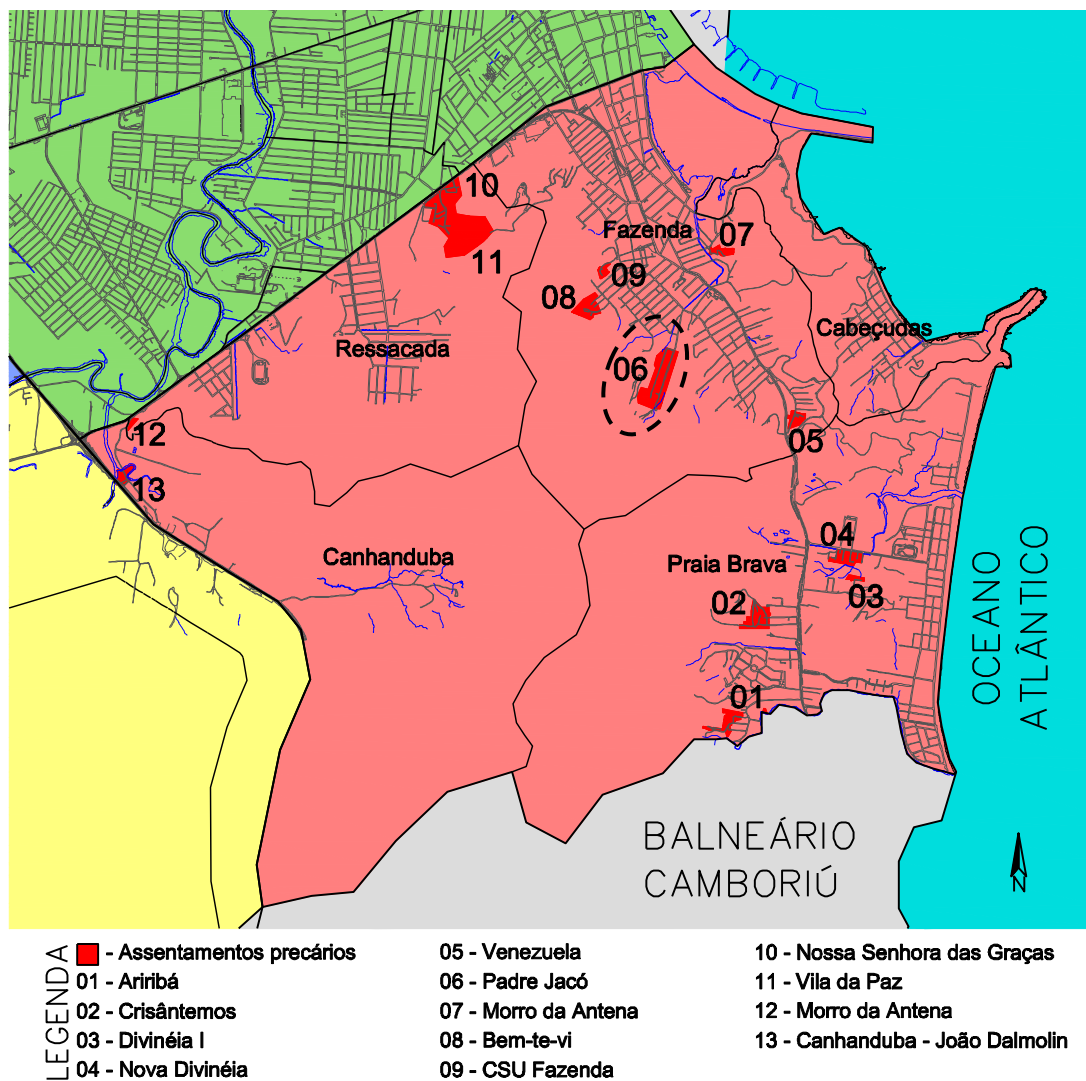 10
11
Fazenda
07
09
08
Cabeçudas
Ressacada
06
12
05
13
Canhanduba
04
Praia Brava
03
02
01
OCEANO
ATLÂNTICO
BALNEÁRIO
CAMBORIÚ
N
LEGENDA
- Assentamentos precários
01 - Ariribá
02 - Crisântemos
03 - Divinéia I
04 - Nova Divinéia
05 - Venezuela
06 - Padre Jacó
07 - Morro da Antena
08 - Bem-te-vi
09 - CSU Fazenda
10 - Nossa Senhora das Graças
11 - Vila da Paz
12 - Morro da Antena
13 - Canhanduba - João Dalmolin